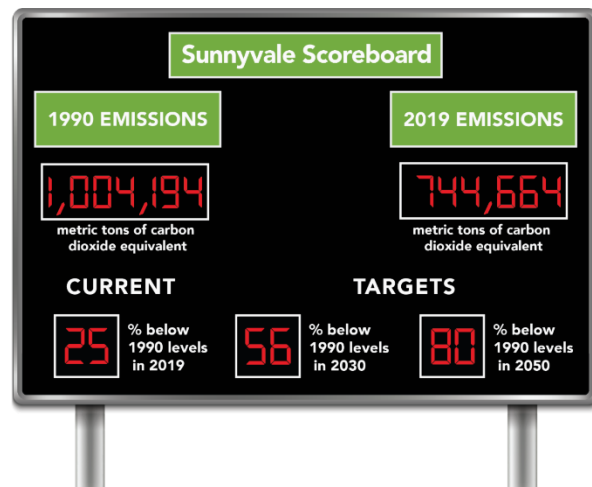 Sunnyvale Scoreboard
1990 EMISSIONS
2019 EMISSIONS
1,004,194
744,664
metric tons of carbon
dioxide equivalent
metric tons of carbon
dioxide equivalent
CURRENT
TARGETS
25
% below
1990 levels
in 2019
56
% below
1990 levels
in 2030
80
% below
1990 levels
in 2050